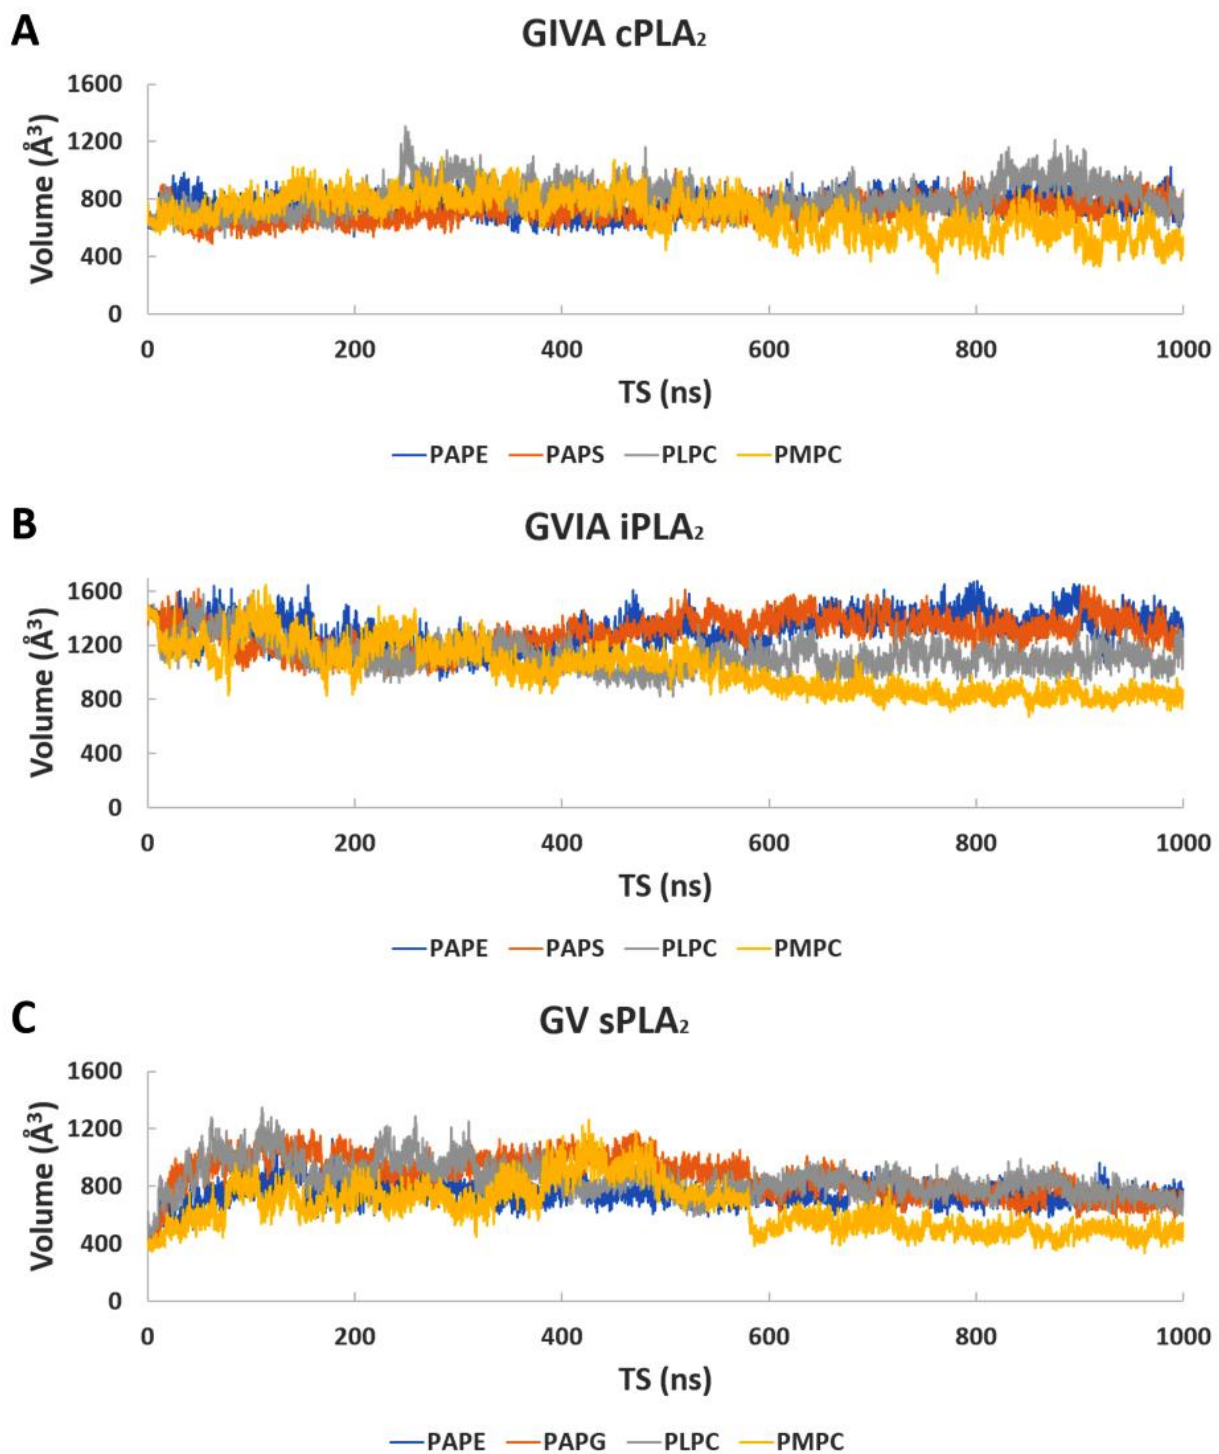 A
GIVA cPLA₂
1600
1200
800
400
0
Volume (Å³)
0 200 400 600 800 1000
TS (ns)
PAPE PAPS PLPC PMPC
B
GVIA iPLA₂
1600
1200
800
400
0
Volume (Å³)
0 200 400 600 800 1000
TS (ns)
PAPE PAPS PLPC PMPC
C
GV sPLA₂
1600
1200
800
400
0
Volume (Å³)
0 200 400 600 800 1000
TS (ns)
PAPE PAPG PLPC PMPC